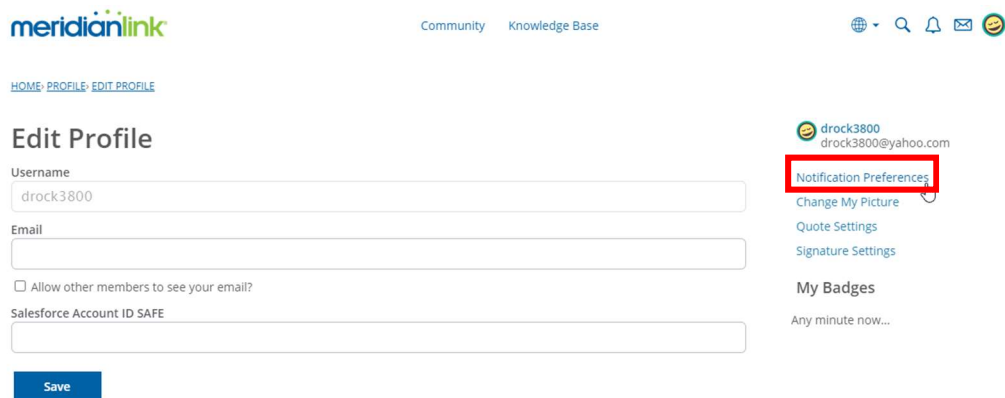 meridianlink
Community Knowledge Base
HOME› PROFILE› EDIT PROFILE
Edit Profile
Username
drock3800
Email
Allow other members to see your email?
Salesforce Account ID SAFE
Save
drock3800
drock3800@yahoo.com
Notification Preferences
Change My Picture
Quote Settings
Signature Settings
My Badges
Any minute now...